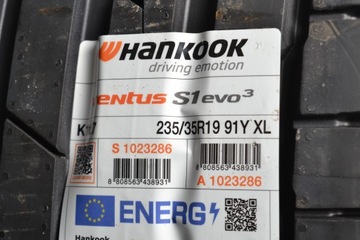 HANKOOK
driving emotion
entus S1 evo³
235/35R19 91Y XL
S 1023286
8 808563 438931
A 1023286
8 808563 438931
ENERG
Hankook